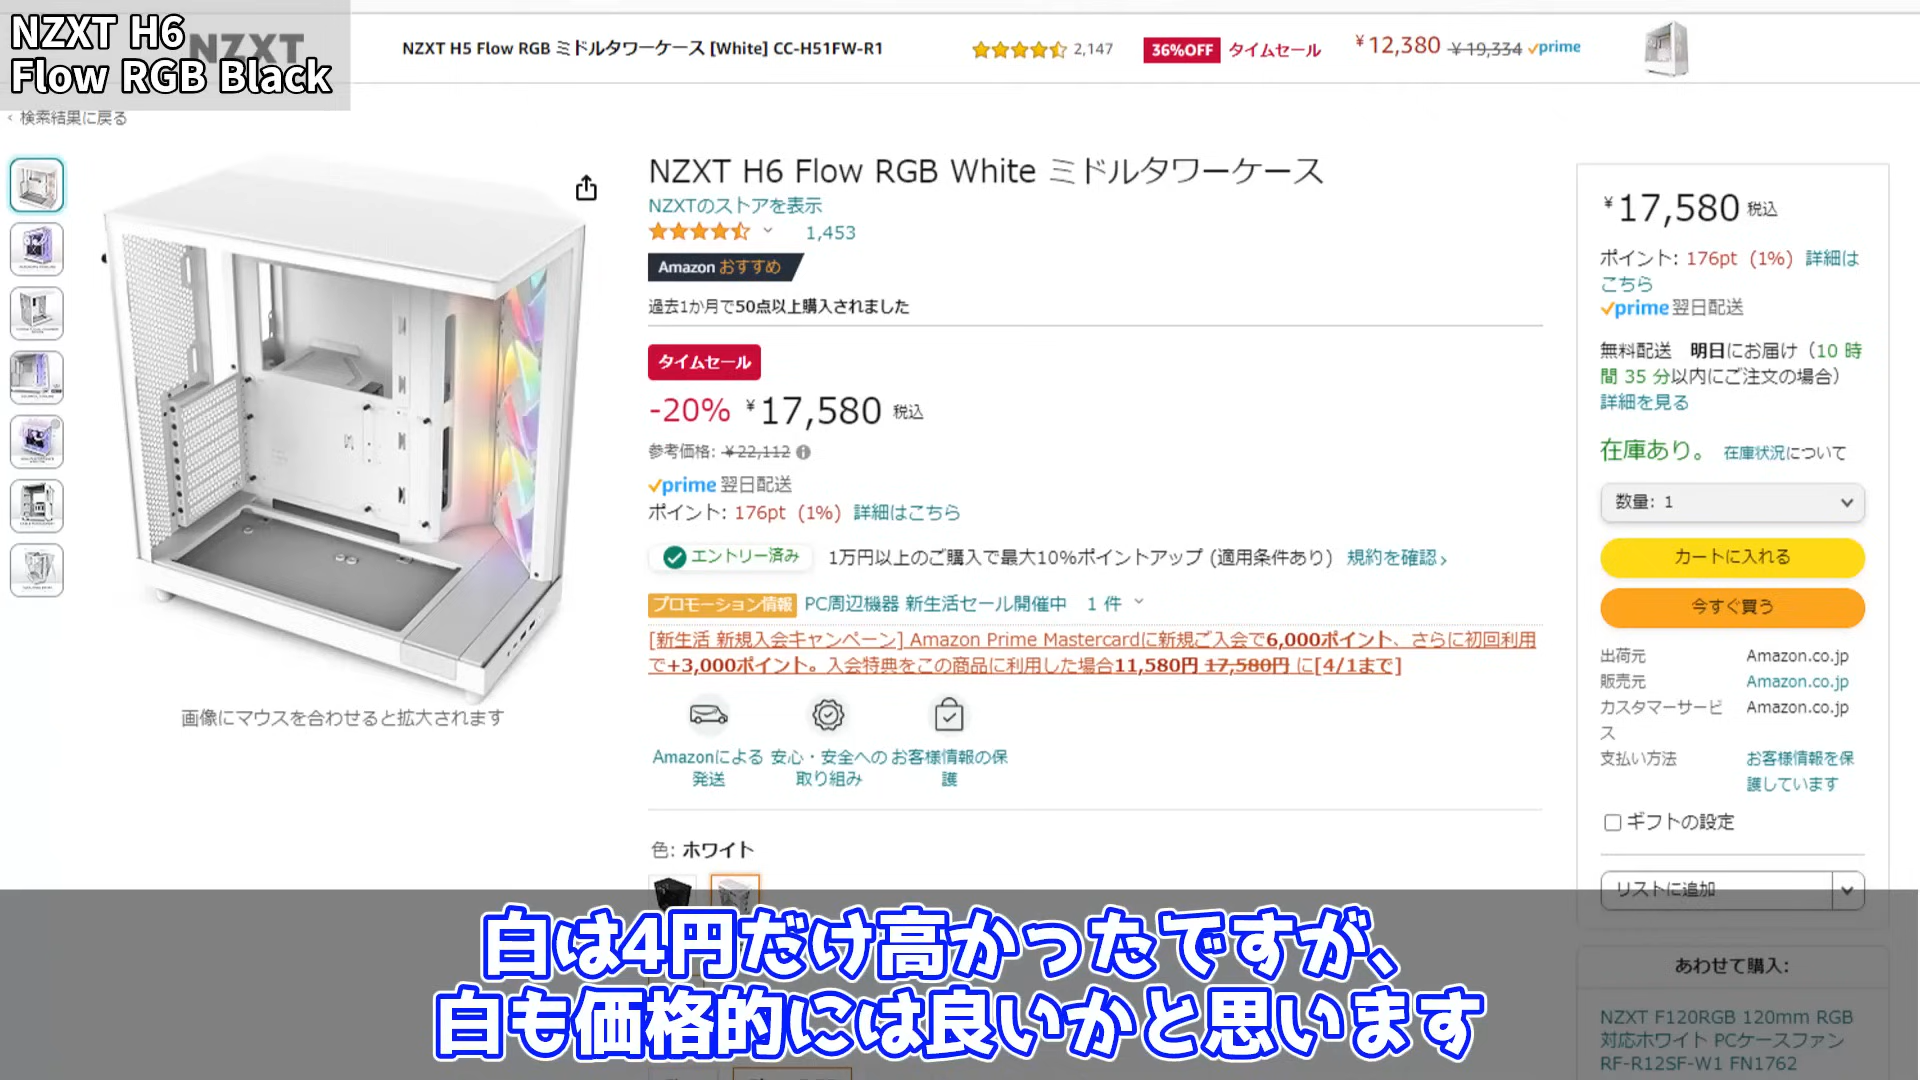 NZXT H6
Flow RGB Black
NZXT
NZXT H5 Flow RGB ミドルタワーケース [White] CC-H51FW-R1
2,147
36%OFF タイムセール
¥12,380 ¥19,334 prime
‹ 検索結果に戻る
NZXT H6 Flow RGB White ミドルタワーケース
NZXTのストアを表示
1,453
Amazon おすすめ
過去1か月で50点以上購入されました
タイムセール
-20% ¥17,580 税込
参考価格: ¥22,112
prime 翌日配送
ポイント: 176pt (1%) 詳細はこちら
エントリー済み 1万円以上のご購入で最大10%ポイントアップ (適用条件あり) 規約を確認›
プロモーション情報 PC周辺機器 新生活セール開催中 1 件
[新生活 新規入会キャンペーン] Amazon Prime Mastercardに新規ご入会で6,000ポイント、さらに初回利用
で+3,000ポイント。入会特典をこの商品に利用した場合11,580円 17,580円 に[4/1まで]
画像にマウスを合わせると拡大されます
Amazonによる
発送
安心・安全への
取り組み
お客様情報の保
護
色: ホワイト
¥17,580 税込
ポイント: 176pt (1%) 詳細は
こちら
prime 翌日配送
無料配送 明日にお届け（10 時
間 35 分以内にご注文の場合）
詳細を見る
在庫あり。 在庫状況について
数量: 1
カートに入れる
今すぐ買う
出荷元 Amazon.co.jp
販売元 Amazon.co.jp
カスタマーサービ
ス
Amazon.co.jp
支払い方法 お客様情報を保
護しています
ギフトの設定
リストに追加
あわせて購入:
NZXT F120RGB 120mm RGB
対応ホワイト PCケースファン
RF-R12SF-W1 FN1762
白は4円だけ高かったですが、
白も価格的には良いかと思います